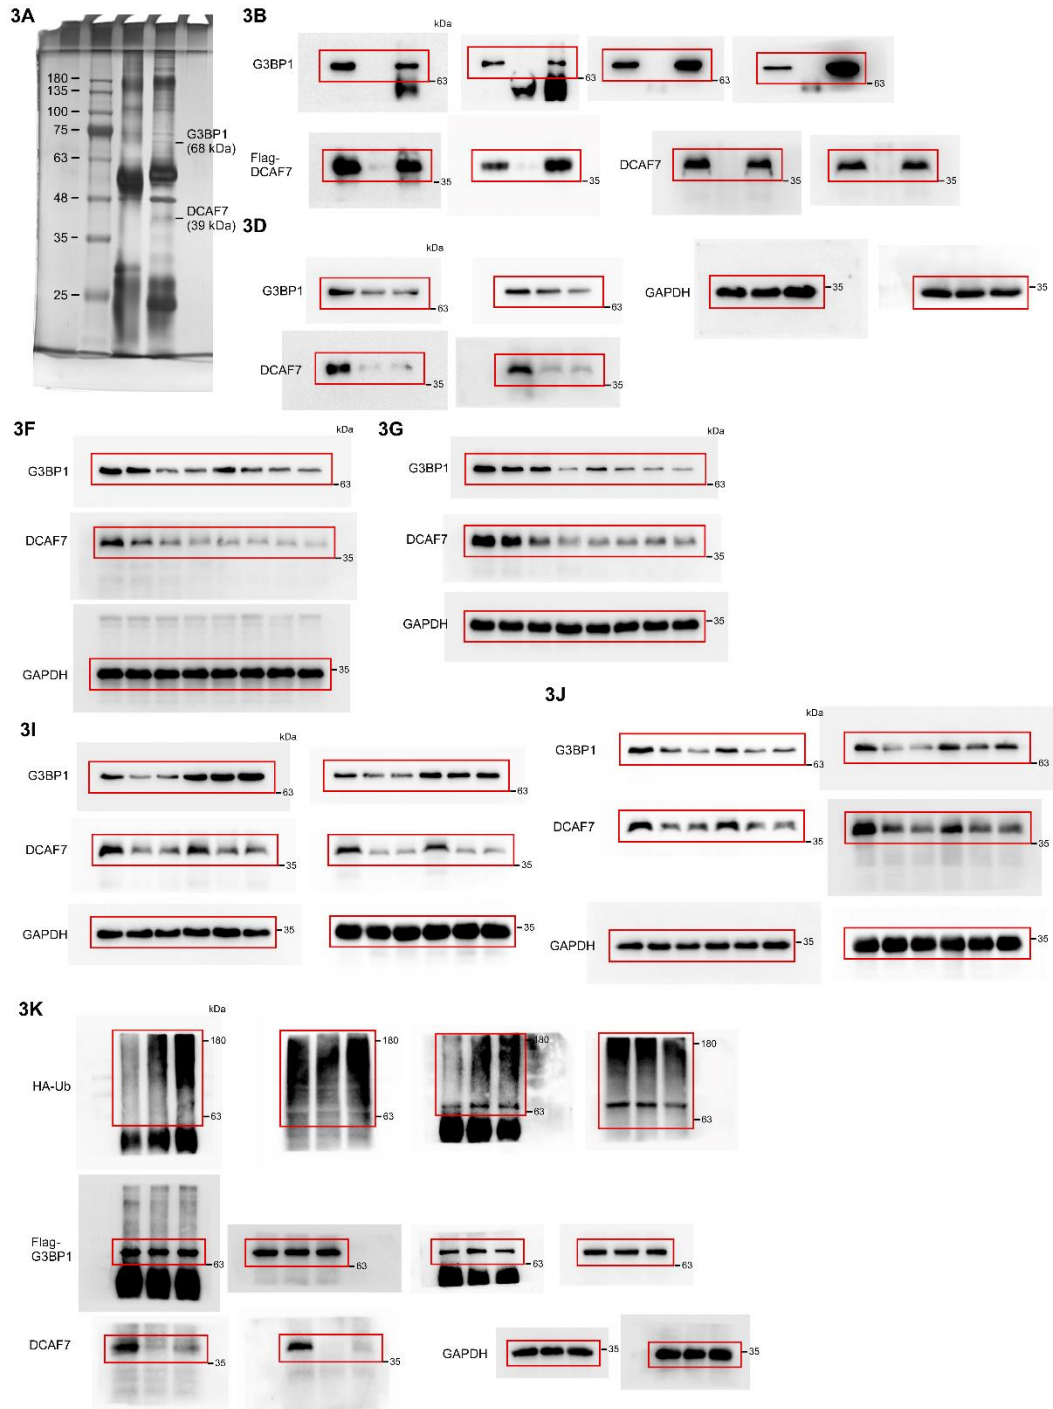 3A
180
135
100
75
63
48
35
25
G3BP1
(68 kDa)
DCAF7
(39 kDa)
3B
kDa
G3BP1
63
63
63
63
Flag-
DCAF7
35
35
DCAF7
35
35
3D
kDa
G3BP1
63
63
GAPDH
35
35
DCAF7
35
35
3F
kDa
G3BP1
63
DCAF7
35
GAPDH
35
3G
kDa
G3BP1
63
DCAF7
35
GAPDH
35
3I
kDa
G3BP1
63
63
DCAF7
35
35
GAPDH
35
35
3J
kDa
G3BP1
63
63
DCAF7
35
35
GAPDH
35
35
3K
kDa
HA-Ub
180
63
180
63
180
63
180
63
Flag-
G3BP1
63
63
63
63
DCAF7
35
35
GAPDH
35
35